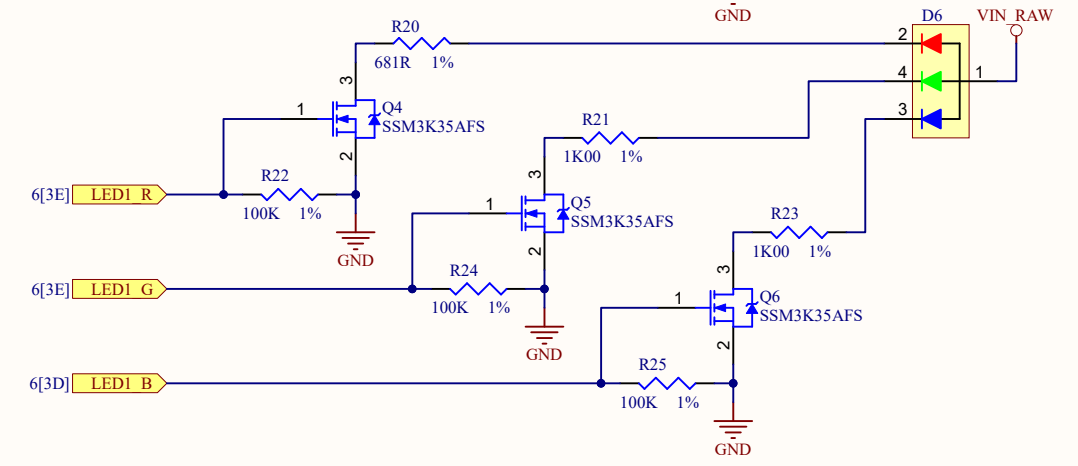 GND
D6
VIN_RAW
R20
681R 1%
2
4
3
1
3
1
Q4
SSM3K35AFS
2
R21
1K00 1%
6[3E] LED1_R
R22
100K 1%
GND
3
1
Q5
SSM3K35AFS
2
R23
1K00 1%
6[3E] LED1_G
R24
100K 1%
GND
3
1
Q6
SSM3K35AFS
2
6[3D] LED1_B
R25
100K 1%
GND